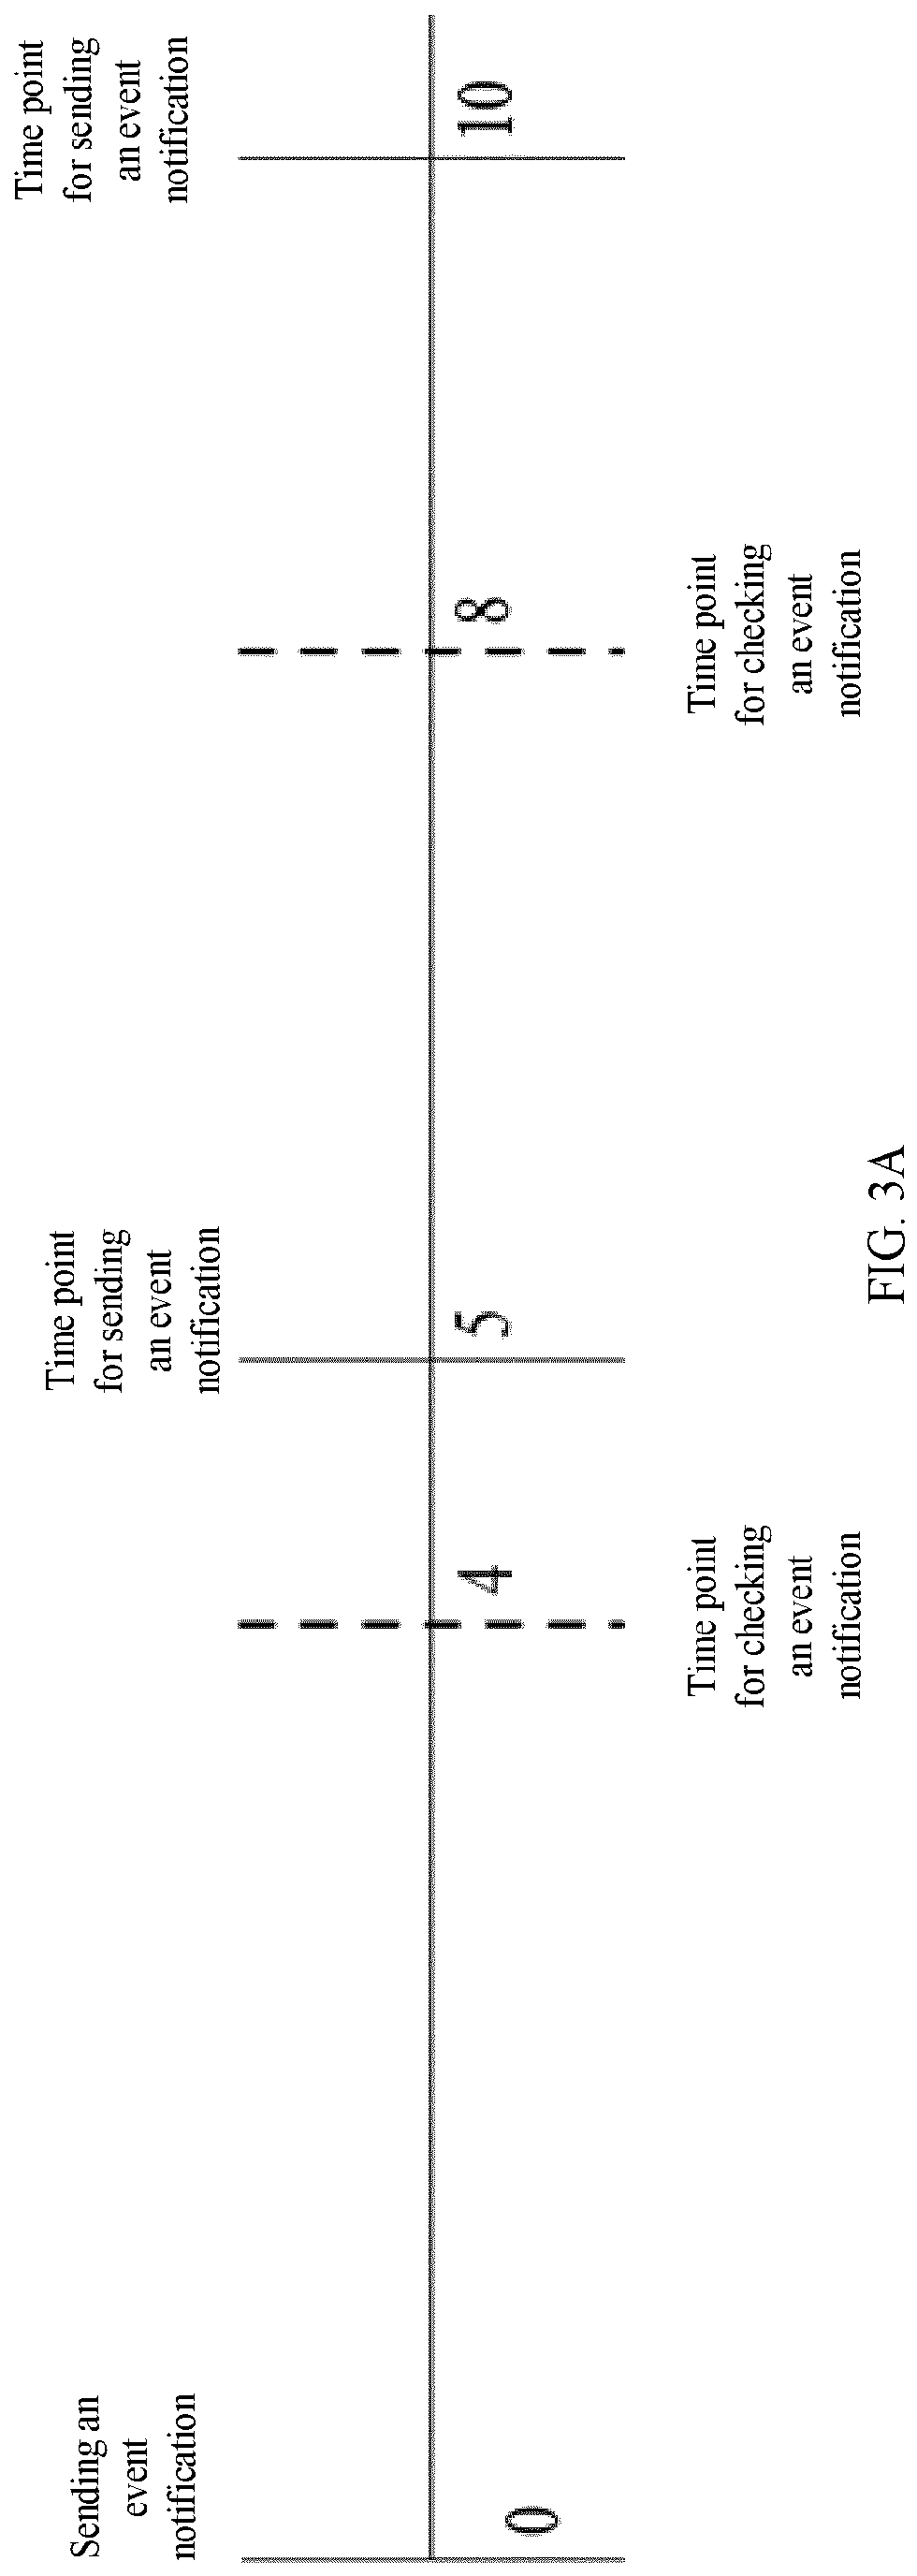 Sending an
event
notification
Time point
for sending
an event
notification
Time point
for sending
an event
notification
0
4
5
8
10
Time point
for checking
an event
notification
Time point
for checking
an event
notification
FIG. 3A